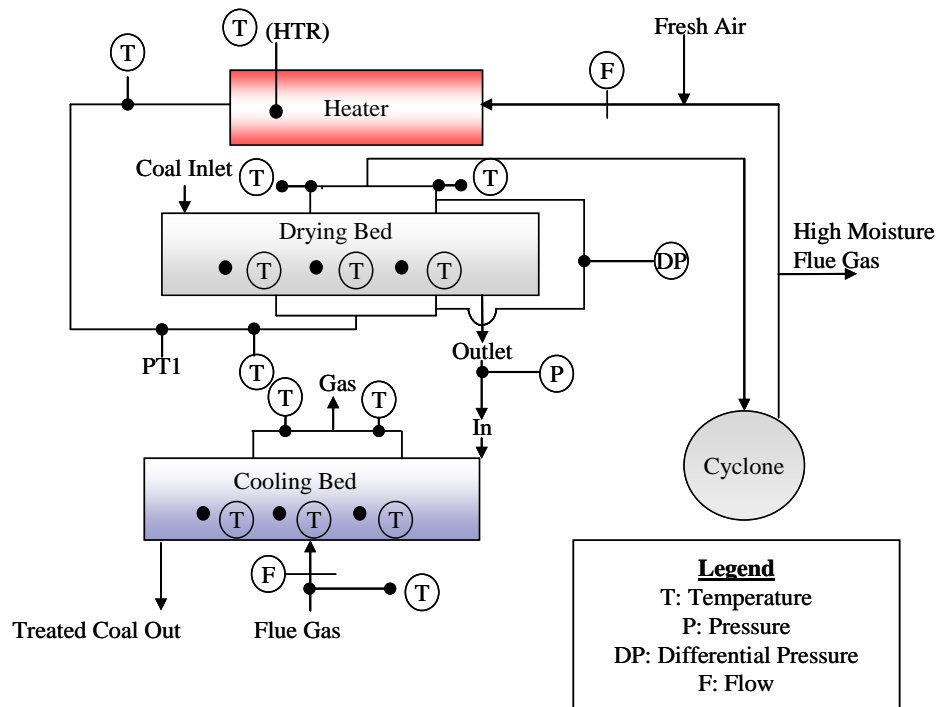 Fresh Air
T (HTR)
T
F
Heater
Coal Inlet
T
T
Drying Bed
T
T
T
High Moisture
Flue Gas
DP
Outlet
PT1
T
P
Gas
T
T
In
Cooling Bed
T
T
T
Cyclone
F
T
Treated Coal Out
Flue Gas
Legend
T: Temperature
P: Pressure
DP: Differential Pressure
F: Flow